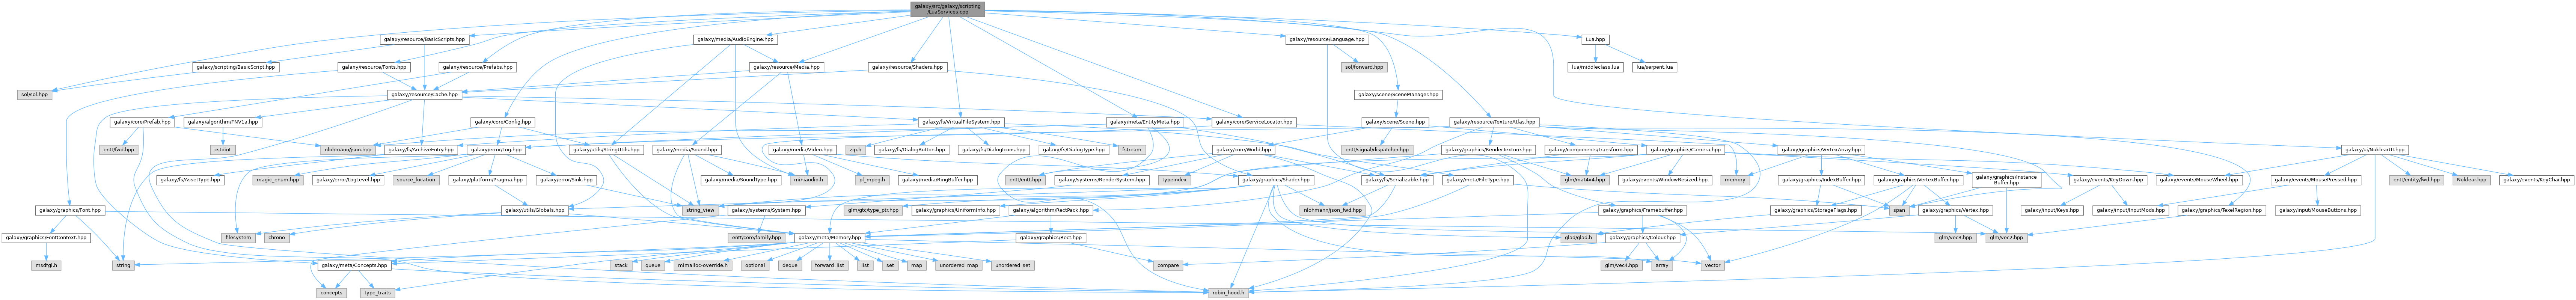 galaxy/src/galaxy/scripting
/LuaServices.cpp
galaxy/resource/BasicScripts.hpp
galaxy/media/AudioEngine.hpp
galaxy/resource/Language.hpp
Lua.hpp
galaxy/scripting/BasicScript.hpp
galaxy/resource/Fonts.hpp
galaxy/resource/Prefabs.hpp
galaxy/resource/Media.hpp
galaxy/resource/Shaders.hpp
sol/forward.hpp
lua/middleclass.lua
lua/serpent.lua
sol/sol.hpp
galaxy/resource/Cache.hpp
galaxy/scene/SceneManager.hpp
galaxy/core/Prefab.hpp
galaxy/algorithm/FNV1a.hpp
galaxy/core/Config.hpp
galaxy/fs/VirtualFileSystem.hpp
galaxy/meta/EntityMeta.hpp
galaxy/core/ServiceLocator.hpp
galaxy/scene/Scene.hpp
galaxy/resource/TextureAtlas.hpp
entt/fwd.hpp
cstdint
nlohmann/json.hpp
galaxy/fs/ArchiveEntry.hpp
galaxy/error/Log.hpp
galaxy/utils/StringUtils.hpp
galaxy/media/Sound.hpp
galaxy/media/Video.hpp
zip.h
galaxy/fs/DialogButton.hpp
galaxy/fs/DialogIcons.hpp
galaxy/fs/DialogType.hpp
fstream
galaxy/core/World.hpp
entt/signal/dispatcher.hpp
galaxy/graphics/RenderTexture.hpp
galaxy/components/Transform.hpp
galaxy/graphics/Camera.hpp
galaxy/graphics/VertexArray.hpp
galaxy/ui/NuklearUI.hpp
galaxy/fs/AssetType.hpp
magic_enum.hpp
galaxy/error/LogLevel.hpp
source_location
galaxy/platform/Pragma.hpp
galaxy/error/Sink.hpp
galaxy/media/SoundType.hpp
miniaudio.h
pl_mpeg.h
galaxy/media/RingBuffer.hpp
entt/entt.hpp
galaxy/systems/RenderSystem.hpp
typeindex
galaxy/graphics/Shader.hpp
galaxy/fs/Serializable.hpp
galaxy/meta/FileType.hpp
glm/mat4x4.hpp
galaxy/events/WindowResized.hpp
memory
galaxy/graphics/IndexBuffer.hpp
galaxy/graphics/VertexBuffer.hpp
galaxy/graphics/Instance
Buffer.hpp
galaxy/events/KeyDown.hpp
galaxy/events/MouseWheel.hpp
galaxy/events/MousePressed.hpp
entt/entity/fwd.hpp
Nuklear.hpp
galaxy/events/KeyChar.hpp
galaxy/graphics/Font.hpp
galaxy/utils/Globals.hpp
string_view
galaxy/systems/System.hpp
glm/gtc/type_ptr.hpp
galaxy/graphics/UniformInfo.hpp
galaxy/algorithm/RectPack.hpp
nlohmann/json_fwd.hpp
galaxy/graphics/Framebuffer.hpp
galaxy/graphics/StorageFlags.hpp
span
galaxy/graphics/Vertex.hpp
galaxy/input/Keys.hpp
galaxy/input/InputMods.hpp
galaxy/graphics/TexelRegion.hpp
galaxy/input/MouseButtons.hpp
galaxy/graphics/FontContext.hpp
filesystem
chrono
entt/core/family.hpp
galaxy/meta/Memory.hpp
galaxy/graphics/Rect.hpp
glad/glad.h
galaxy/graphics/Colour.hpp
glm/vec3.hpp
glm/vec2.hpp
msdfgl.h
string
galaxy/meta/Concepts.hpp
stack
queue
mimalloc-override.h
optional
deque
forward_list
list
set
map
unordered_map
unordered_set
compare
glm/vec4.hpp
array
vector
concepts
type_traits
robin_hood.h